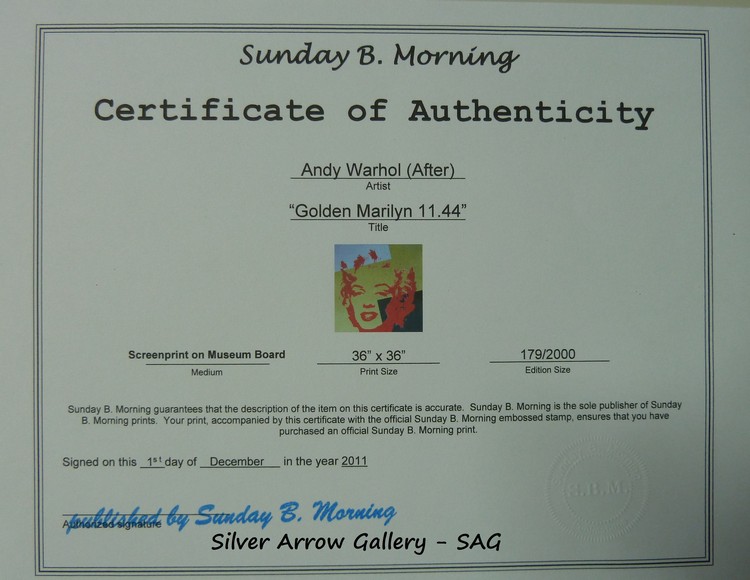 Sunday B. Morning
Certificate of Authenticity
Andy Warhol (After)
Artist
“Golden Marilyn 11.44”
Title
Screenprint on Museum Board
Medium
36” x 36”
Print Size
179/2000
Edition Size
Sunday B. Morning guarantees that the description of the item on this certificate is accurate. Sunday B. Morning is the sole publisher of Sunday
B. Morning prints. Your print, accompanied by this certificate with the official Sunday B. Morning embossed stamp, ensures that you have
purchased an official Sunday B. Morning print.
Signed on this 1st day of December in the year 2011
S.B.M.
published by Sunday B. Morning
Authorized signature
Silver Arrow Gallery - SAG